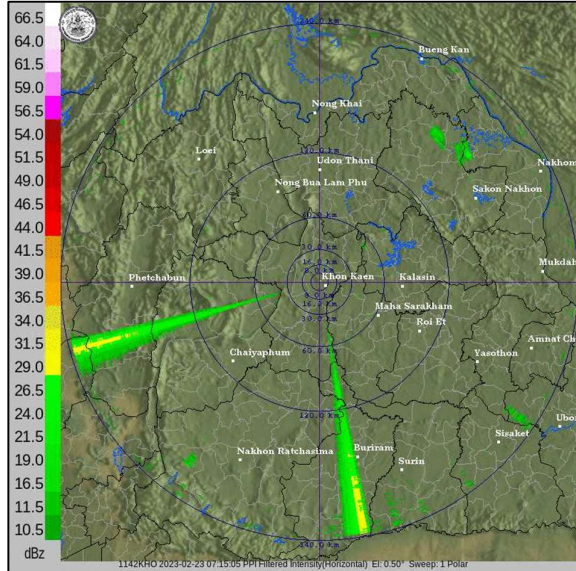 66.5
64.0
61.5
59.0
56.5
54.0
51.5
49.0
46.5
44.0
41.5
39.0
36.5
34.0
31.5
29.0
26.5
24.0
21.5
19.0
16.5
11.5
10.5
dBz
Bueng Kan
Nong Khai
Loei
Udon Thani
Nakhom
Nong Bua Lam Phu
Sakon Nakhon
Mukdah
Phetchabun
Khon Kaen
Kalasin
Maha Sarakham
Roi Et
Amnat Ch
Chaiyaphum
Yasothon
Ubo
Sisaket
Nakhon Ratchasima
Buriram
Surin
1142KHO 2023-02-23 07:15:05 PPI Filtered Intensity(Horizontal) El: 0.50° Sweep: 1 Polar